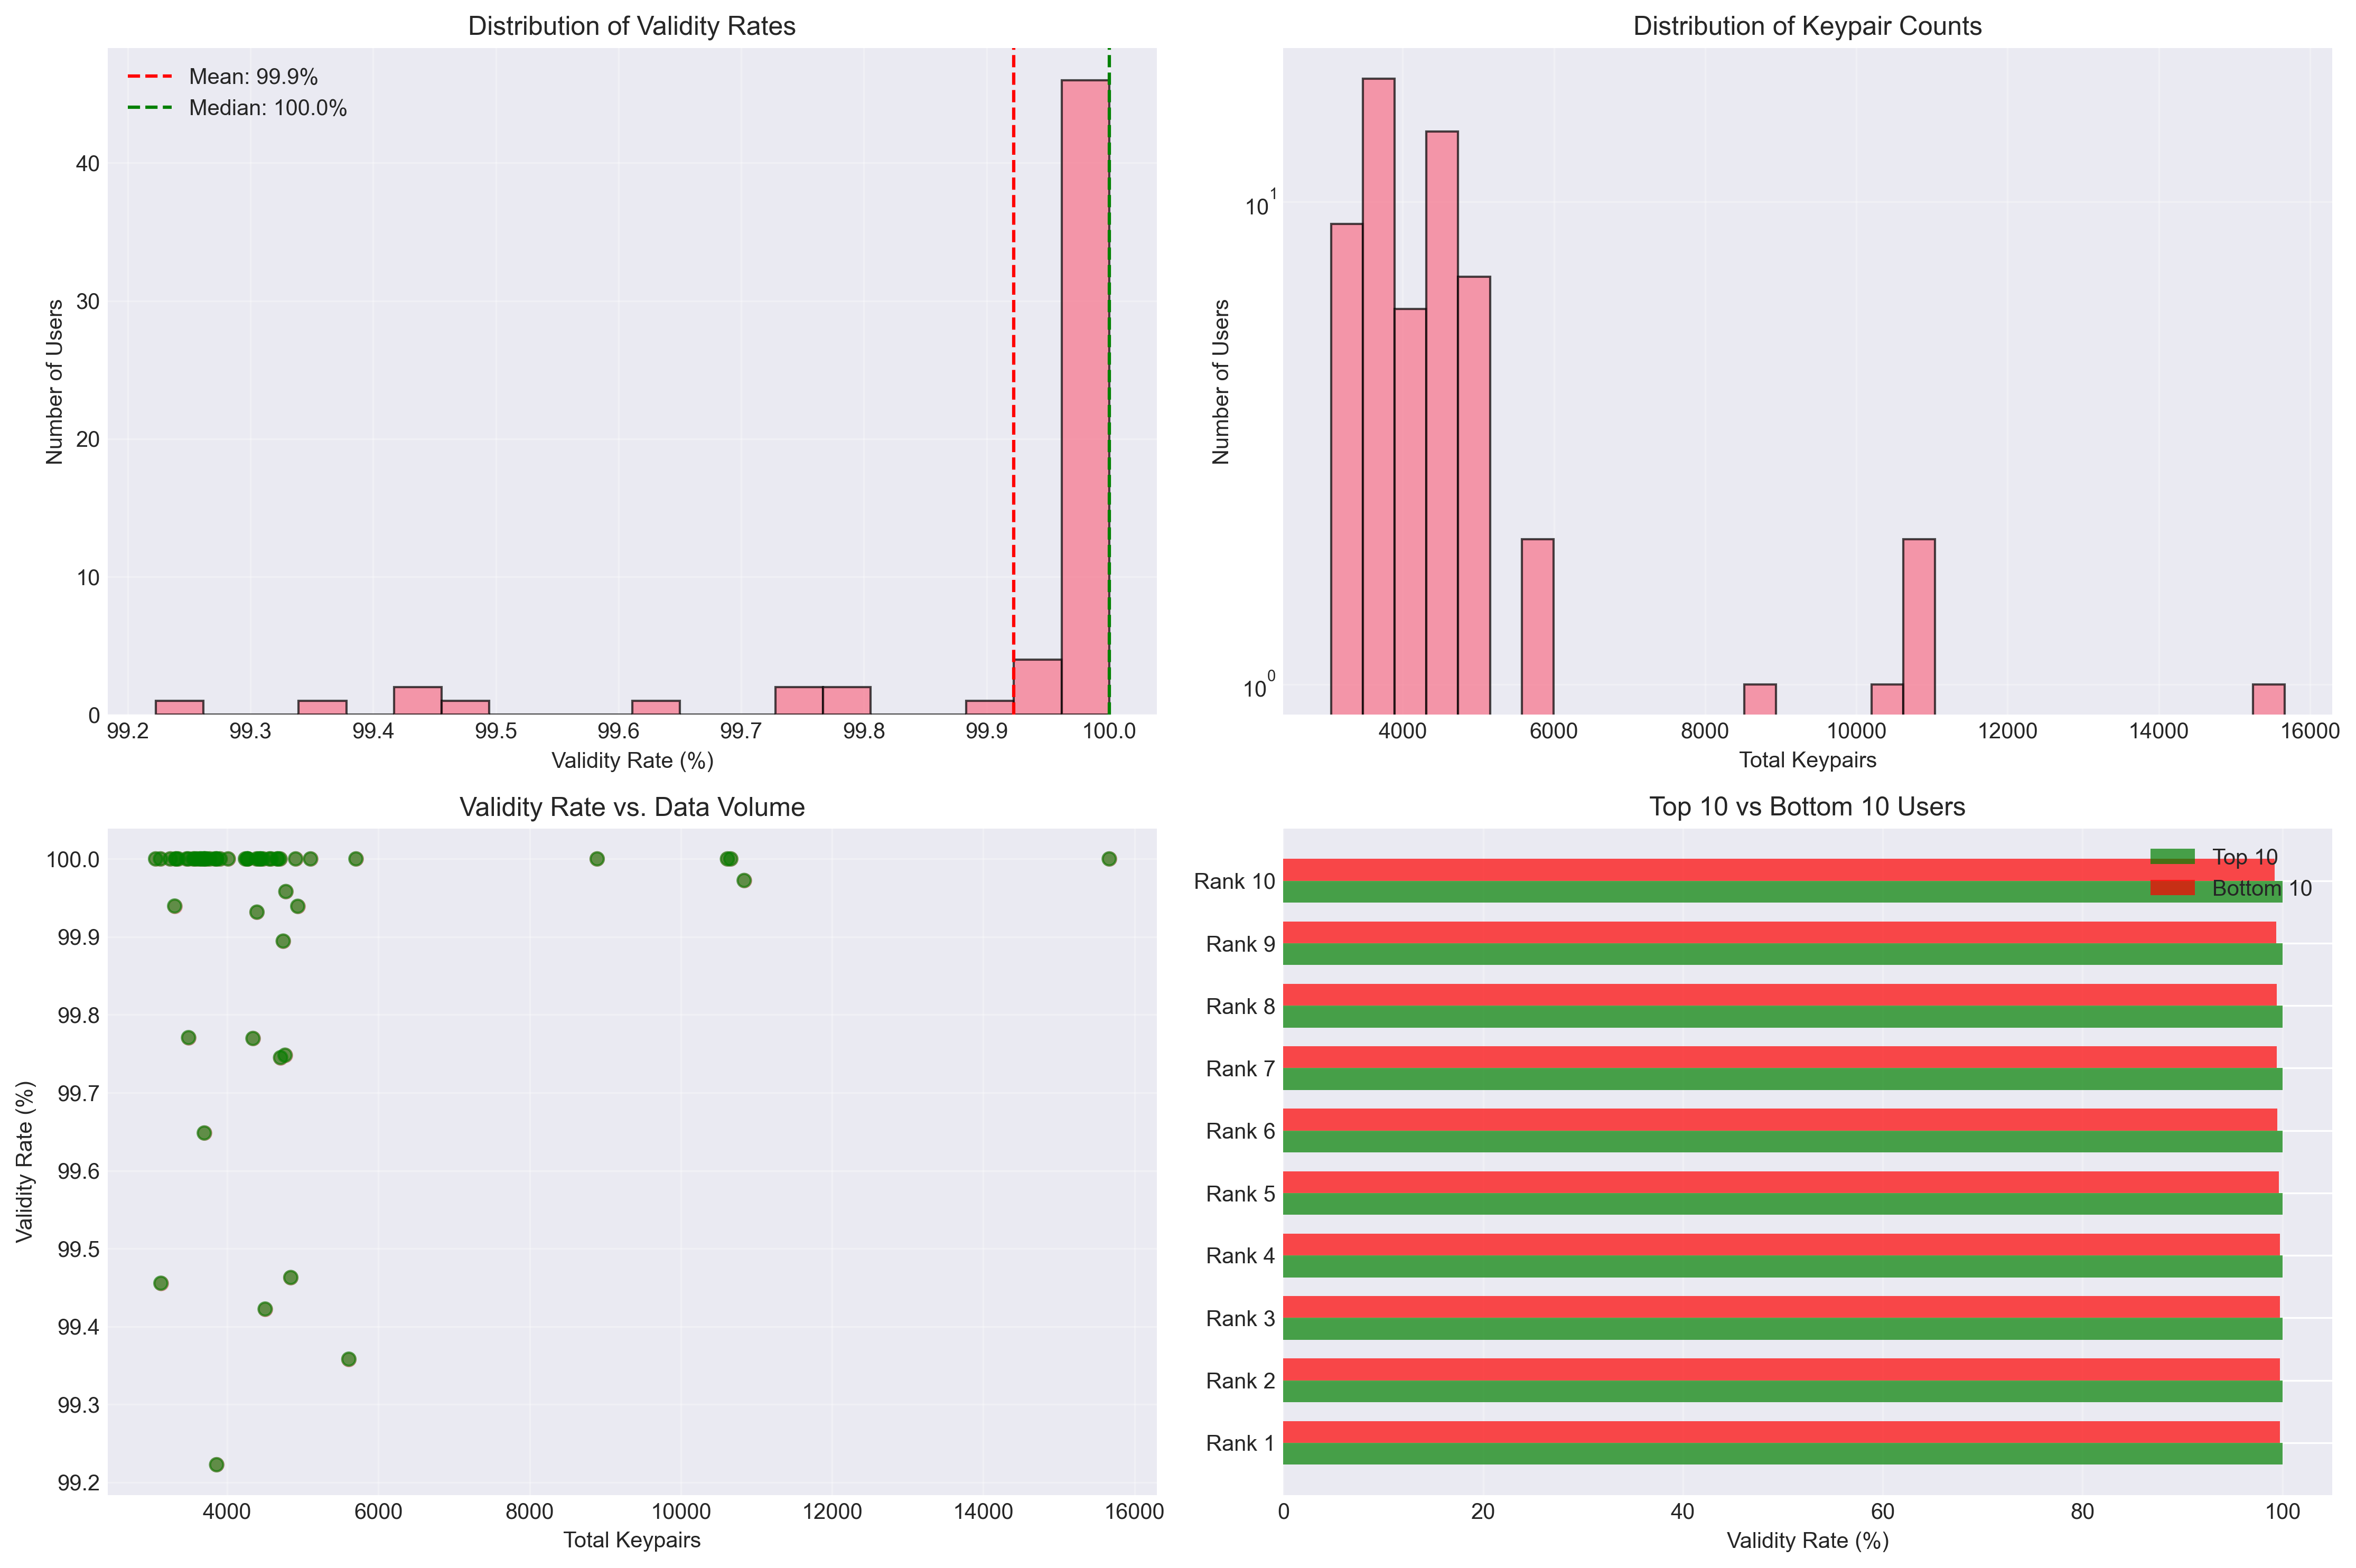 Distribution of Validity Rates
Mean: 99.9%
Median: 100.0%
Number of Users
40
30
20
10
0
99.2 99.3 99.4 99.5 99.6 99.7 99.8 99.9 100.0
Validity Rate (%)
Distribution of Keypair Counts
Number of Users
10^1
10^0
4000 6000 8000 10000 12000 14000 16000
Total Keypairs
Validity Rate vs. Data Volume
Validity Rate (%)
100.0
99.9
99.8
99.7
99.6
99.5
99.4
99.3
99.2
4000 6000 8000 10000 12000 14000 16000
Total Keypairs
Top 10 vs Bottom 10 Users
Top 10
Bottom 10
Rank 10
Rank 9
Rank 8
Rank 7
Rank 6
Rank 5
Rank 4
Rank 3
Rank 2
Rank 1
0 20 40 60 80 100
Validity Rate (%)